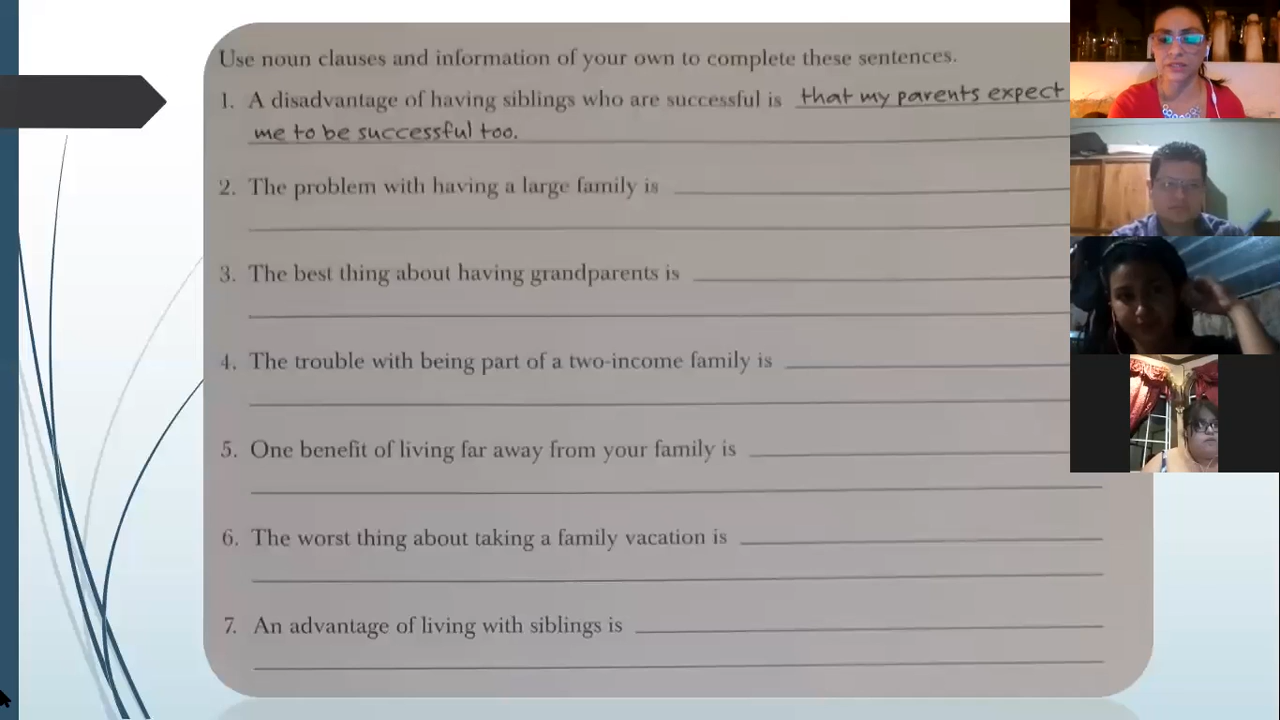 Use noun clauses and information of your own to complete these sentences.
1. A disadvantage of having siblings who are successful is that my parents expect
me to be successful too.
2. The problem with having a large family is
3. The best thing about having grandparents is
4. The trouble with being part of a two-income family is
5. One benefit of living far away from your family is
6. The worst thing about taking a family vacation is
7. An advantage of living with siblings is